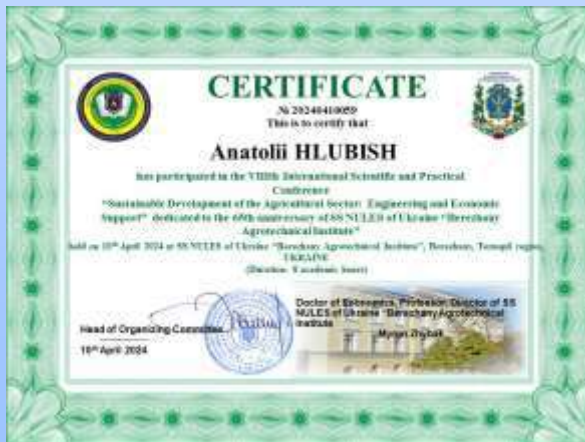 CERTIFICATE
№ 20240410059
This is to certify that
Anatolii HLUBISH
has participated in the VIIIth International Scientific and Practical
Conference
"Sustainable Development of the Agricultural Sector: Engineering and Economic
Support" dedicated to the 60th anniversary of SS NULES of Ukraine "Berezhany
Agrotechnical Institute"
held on 10th April 2024 at SS NULES of Ukraine "Berezhany Agrotechnical Institute", Berezhany, Ternopil region,
UKRAINE
(Duration: 8 academic hours)
Doctor of Economics, Professor, Director of SS
NULES of Ukraine "Berezhany Agrotechnical
Institute
Head of Organizing Committee
Myron Zhybak
10th April 2024